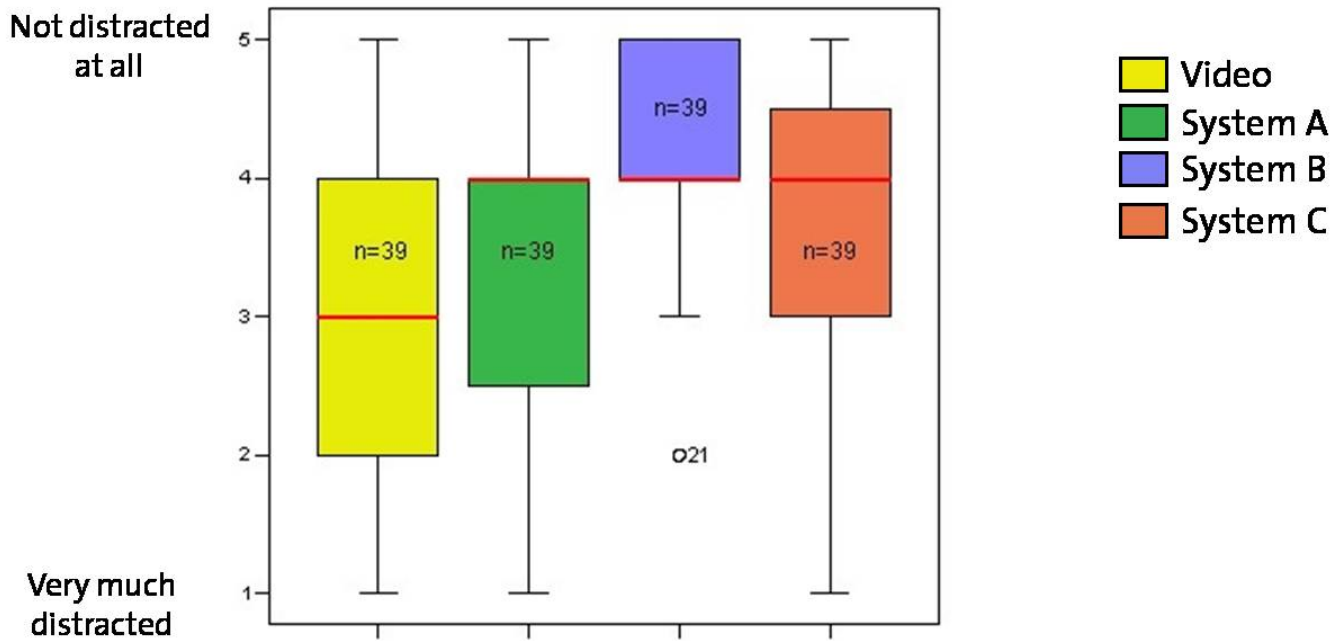 Not distracted
at all
5
4
3
2
1
Very much
distracted
n=39
n=39
n=39
n=39
21
Video
System A
System B
System C